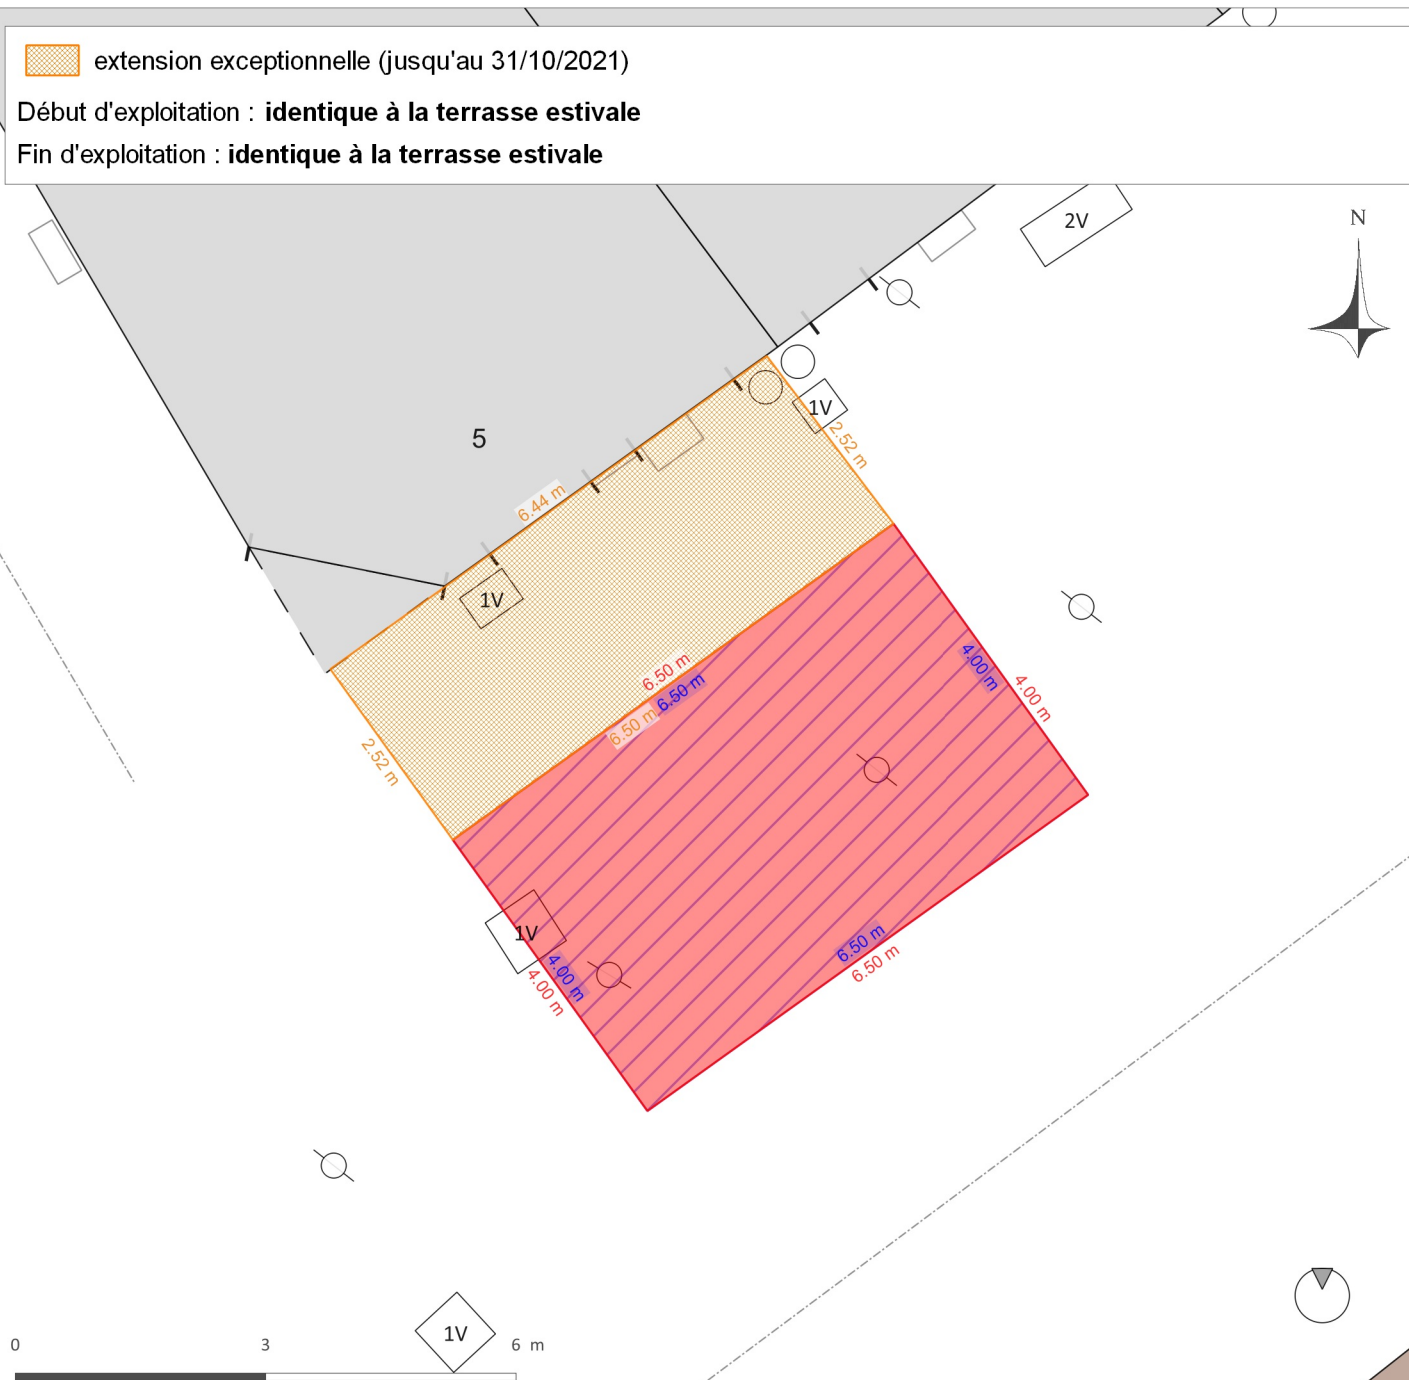 extension exceptionnelle (jusqu'au 31/10/2021)
Début d'exploitation : identique à la terrasse estivale
Fin d'exploitation : identique à la terrasse estivale
2V
N
1V
2.52 m
5
6.44 m
1V
6.50 m
6.50 m
6.50 m
4.00 m
4.00 m
2.52 m
1V
4.00 m
4.00 m
6.50 m
6.50 m
1V
0 3 6 m